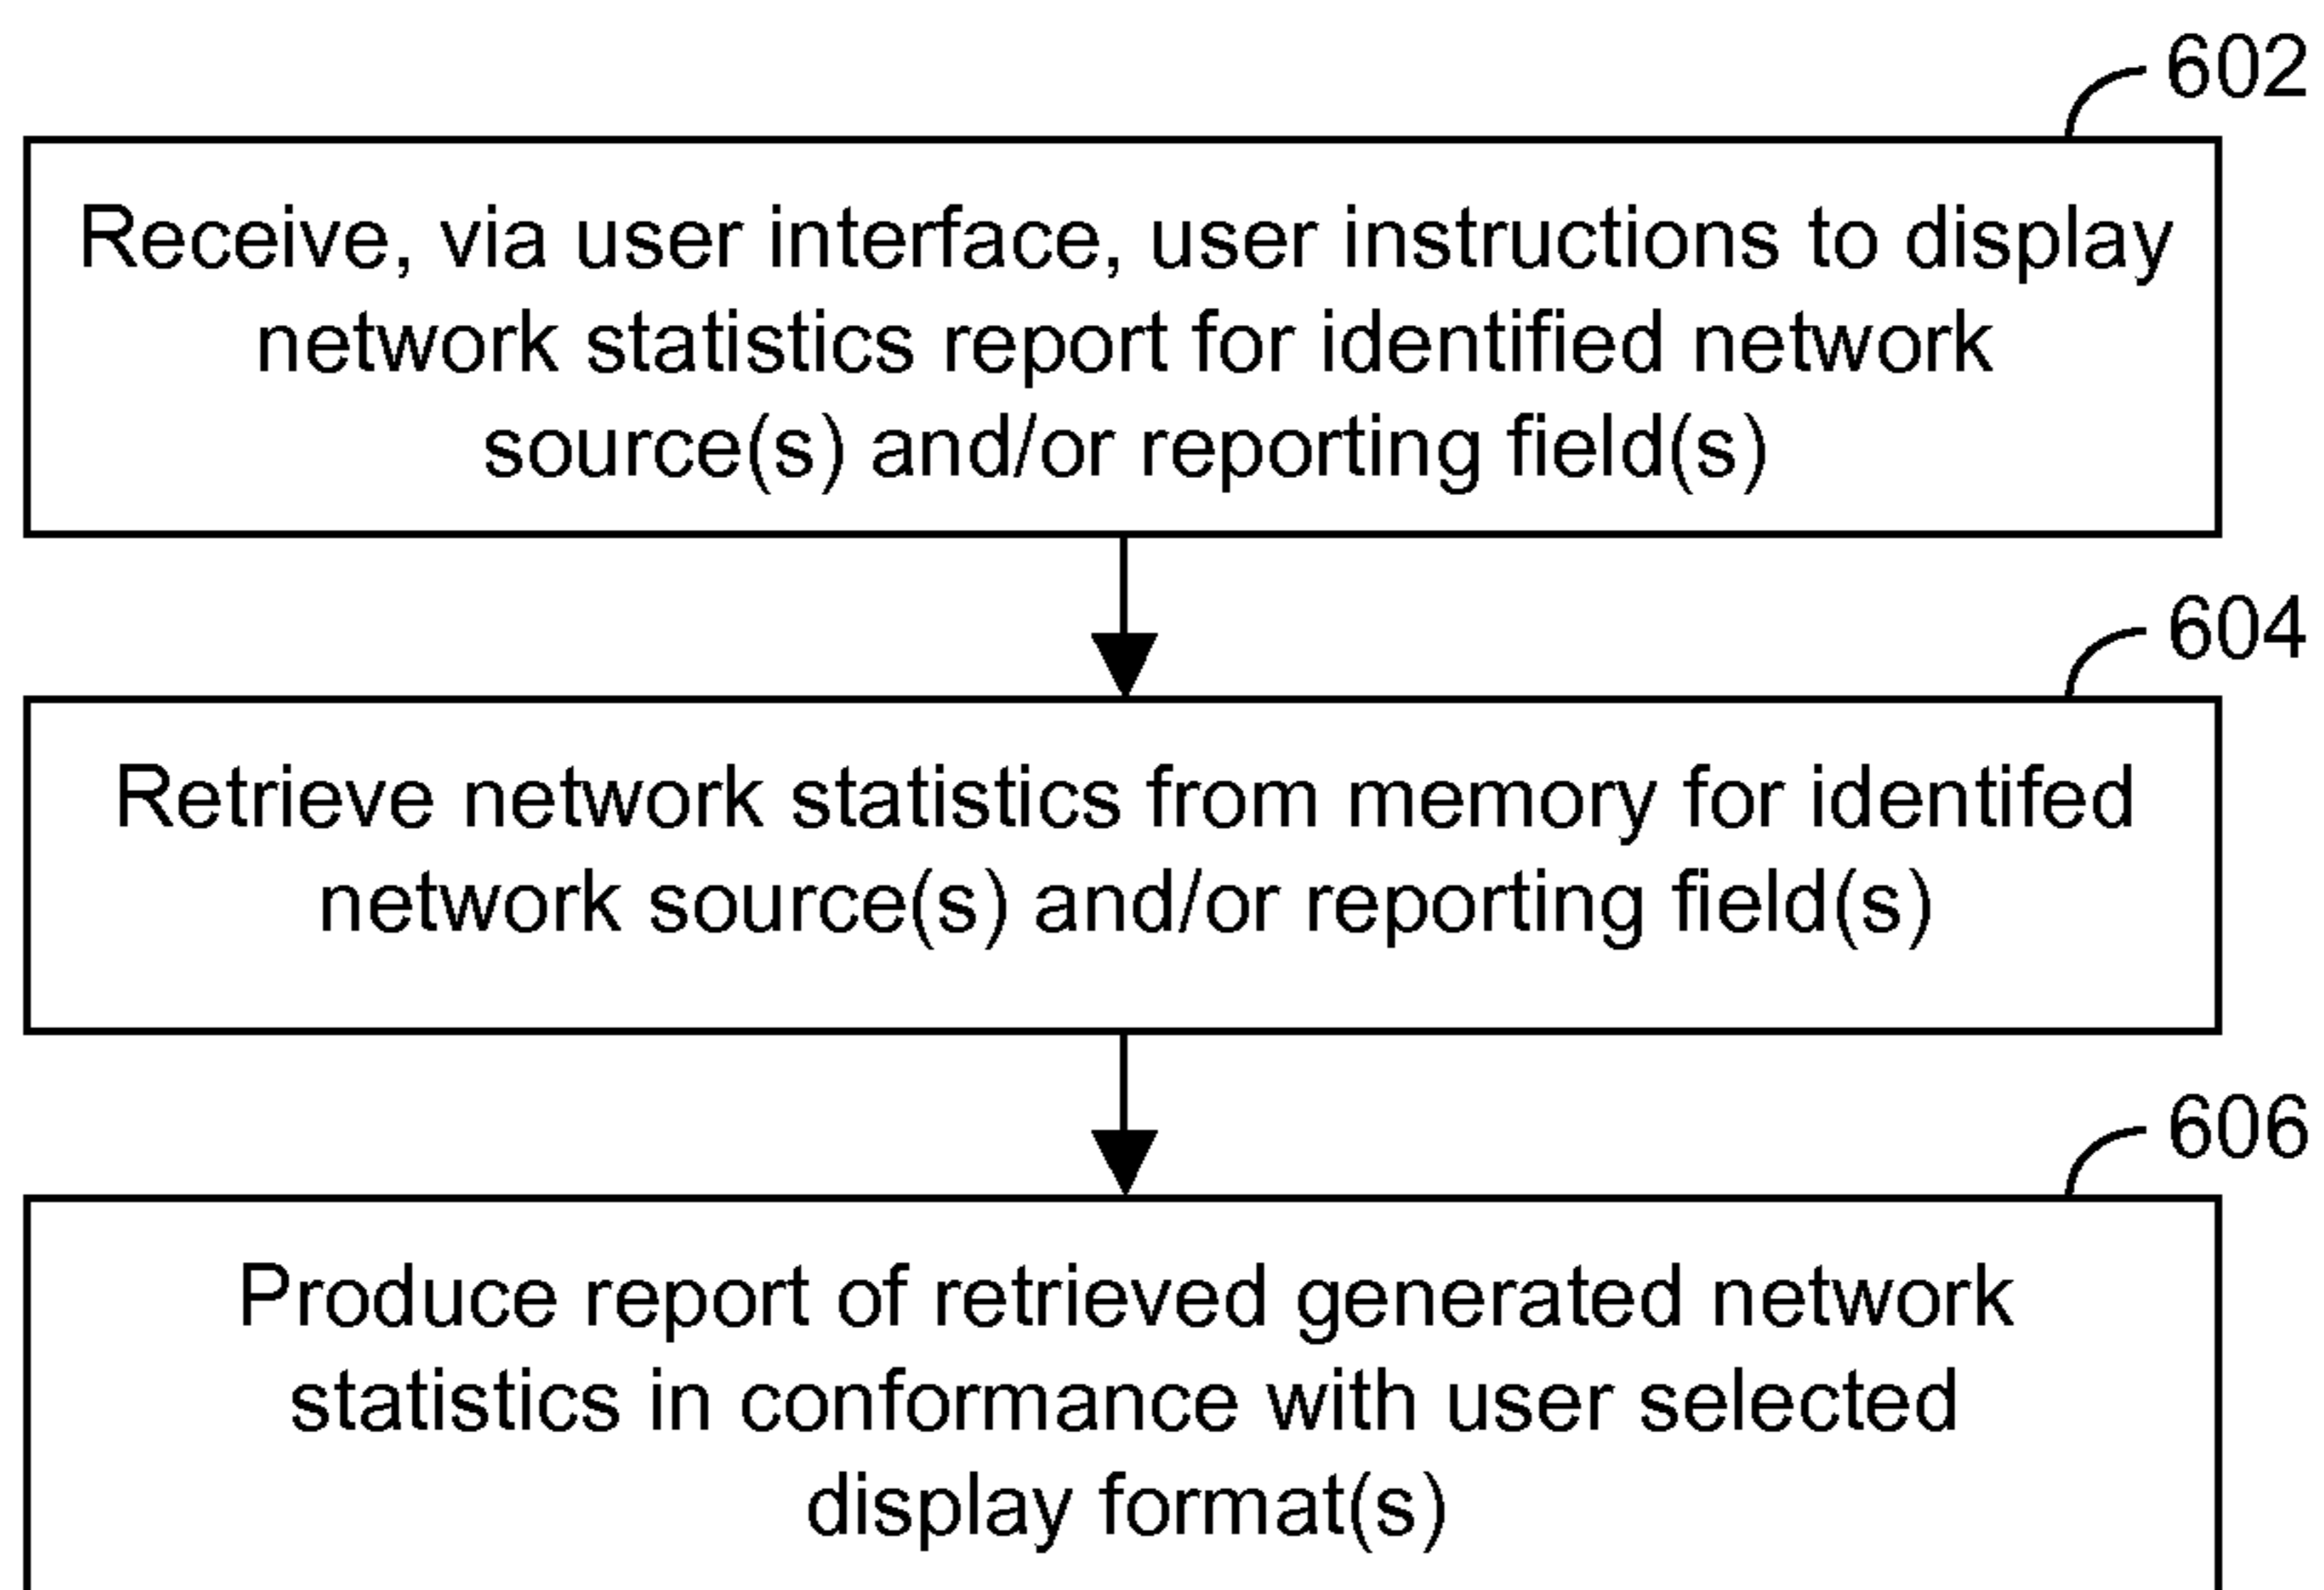 602
Receive, via user interface, user instructions to display
network statistics report for identified network
source(s) and/or reporting field(s)
604
Retrieve network statistics from memory for identifed
network source(s) and/or reporting field(s)
606
Produce report of retrieved generated network
statistics in conformance with user selected
display format(s)